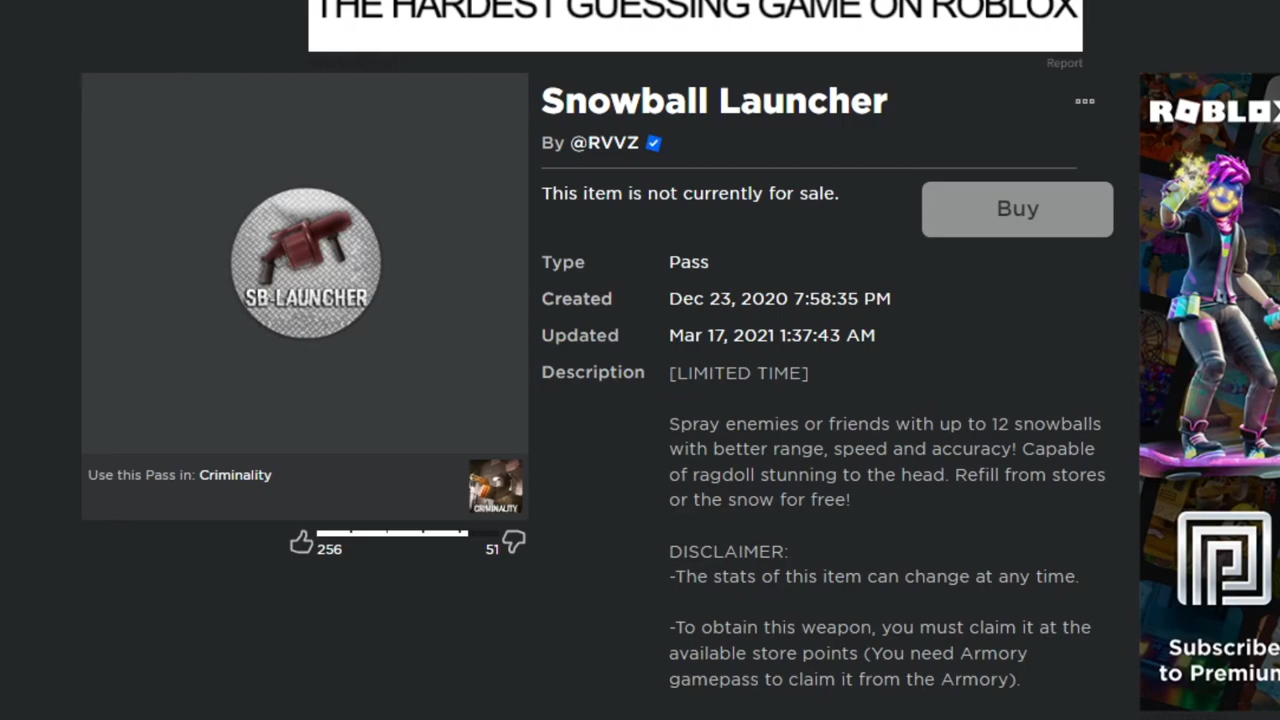 THE HARDEST GUESSING GAME ON ROBLOX
Report
Snowball Launcher
By @RVVZ
This item is not currently for sale.
Buy
Type Pass
Created Dec 23, 2020 7:58:35 PM
Updated Mar 17, 2021 1:37:43 AM
Description [LIMITED TIME]
Spray enemies or friends with up to 12 snowballs
with better range, speed and accuracy! Capable
of ragdoll stunning to the head. Refill from stores
or the snow for free!
DISCLAIMER:
-The stats of this item can change at any time.
-To obtain this weapon, you must claim it at the
available store points (You need Armory
gamepass to claim it from the Armory).
SB-LAUNCHER
Use this Pass in: Criminality
CRIMINALITY
256
51
ROBLOX
Subscribe
to Premium